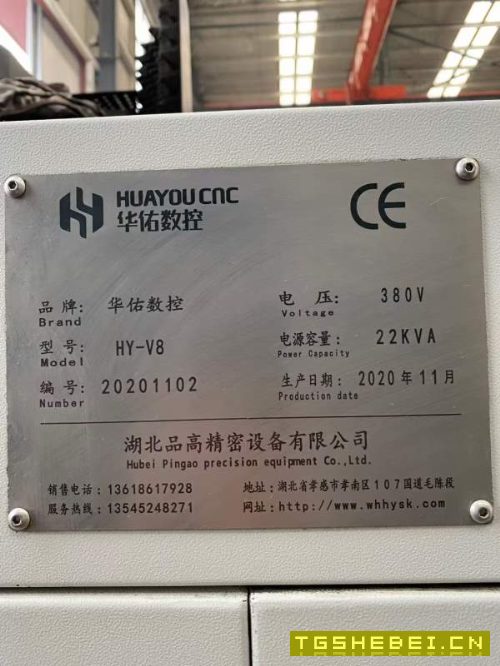 HUAYOU CNC
华佑数控
CE
品牌: 华佑数控
Brand
型号: HY-V8
Model
编号: 20201102
Number
电压: 380V
Voltage
电源容量: 22KVA
Power Capacity
生产日期: 2020年11月
Production date
湖北品高精密设备有限公司
Hubei Pingao precision equipment Co.,Ltd.
销售电话: 13618617928
服务热线: 13545248271
地址: 湖北省孝感市孝南区107国道毛陈段
网址: http://www.whhysk.com
TGSHEBEI.CN